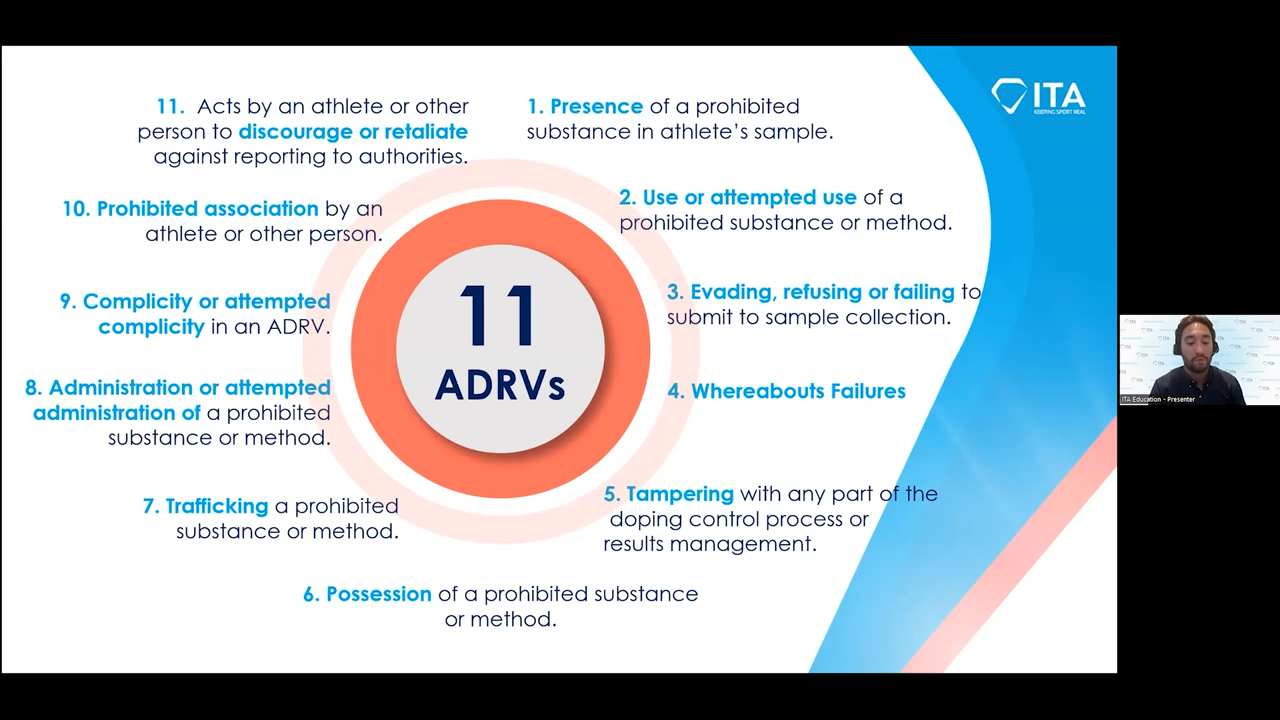 11. Acts by an athlete or other
person to discourage or retaliate
against reporting to authorities.
1. Presence of a prohibited
substance in athlete's sample.
ITA
KEEPING SPORT REAL
10. Prohibited association by an
athlete or other person.
2. Use or attempted use of a
prohibited substance or method.
9. Complicity or attempted
complicity in an ADRV.
11
ADRVs
3. Evading, refusing or failing to
submit to sample collection.
8. Administration or attempted
administration of a prohibited
substance or method.
4. Whereabouts Failures
7. Trafficking a prohibited
substance or method.
5. Tampering with any part of the
doping control process or
results management.
6. Possession of a prohibited substance
or method.
ITA Education - Presenter